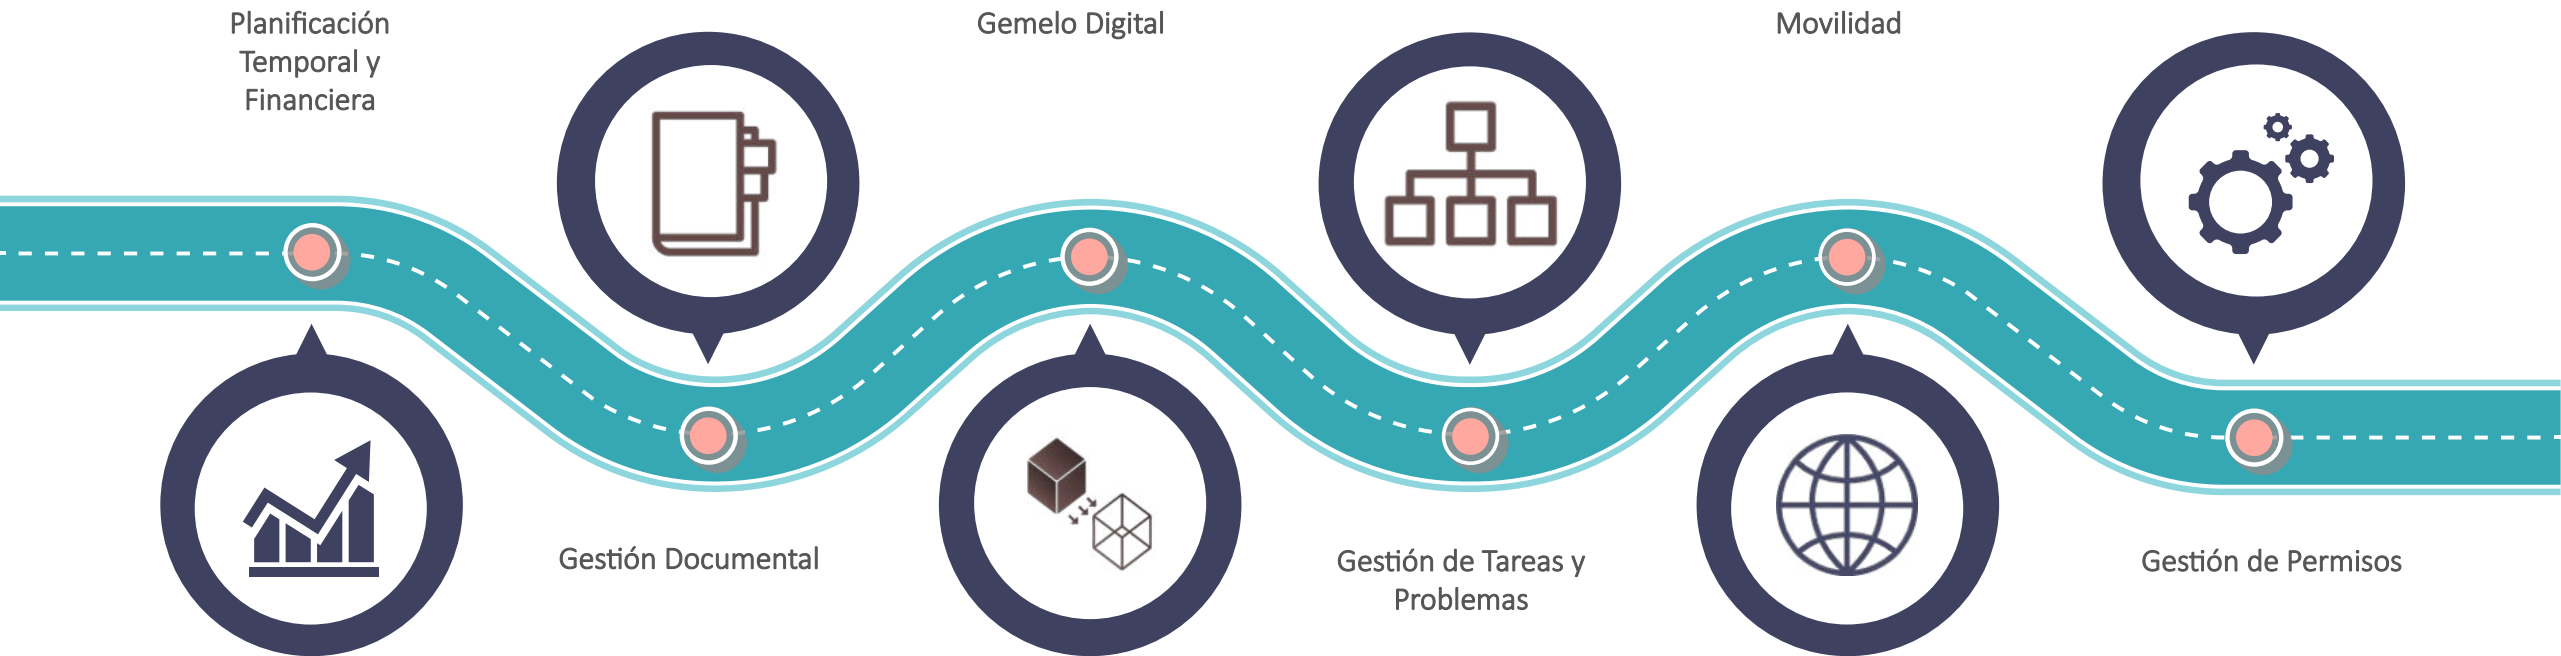 Planificación
Temporal y
Financiera
Gestión Documental
Gemelo Digital
Gestión de Tareas y
Problemas
Movilidad
Gestión de Permisos